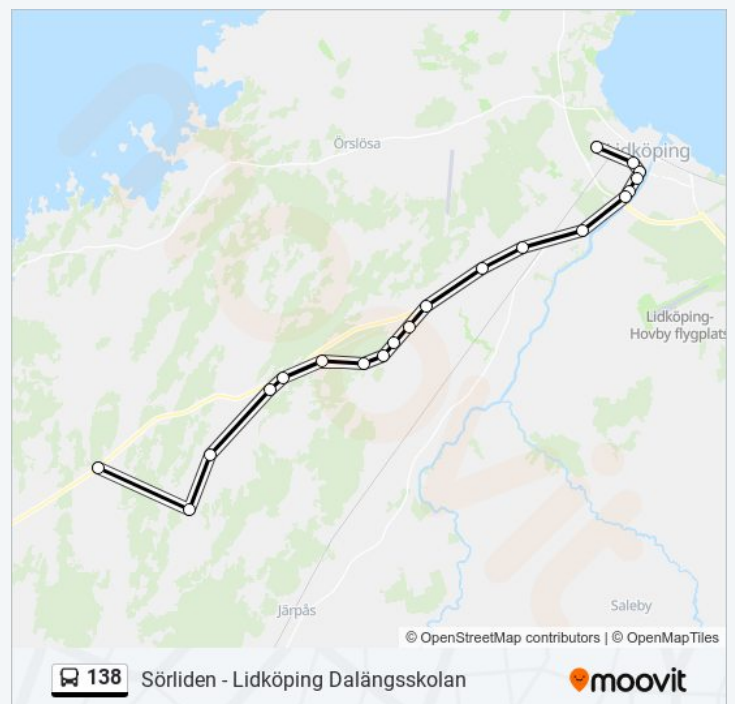 Örslösa
Lidköping
Lidköping-
Hovby flygplats
Järpås
Saleby
© OpenStreetMap contributors | © OpenMapTiles
138 Sörliden - Lidköping Dalängsskolan
moovit